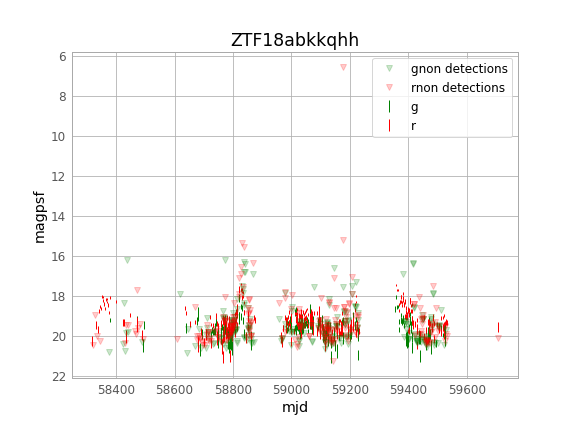 ZTF18abkkqhh
6
8
10
12
14
16
18
20
22
magpsf
gnon detections
rnon detections
g
r
58400 58600 58800 59000 59200 59400 59600
mjd